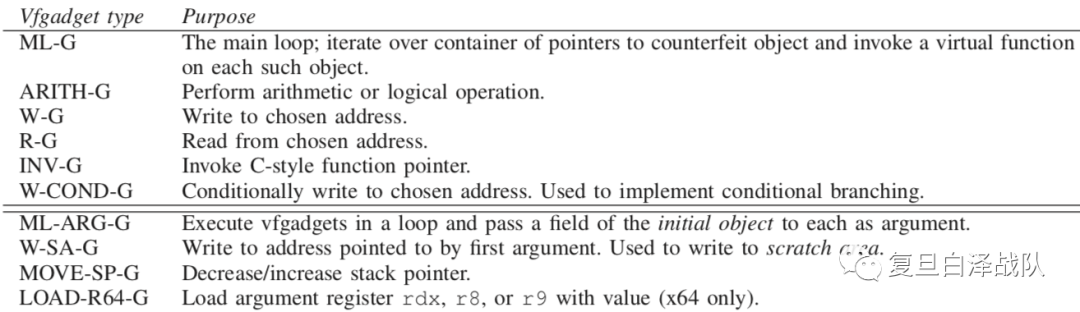 Vfgadget type Purpose
ML-G The main loop; iterate over container of pointers to counterfeit object and invoke a virtual function
on each such object.
ARITH-G Perform arithmetic or logical operation.
W-G Write to chosen address.
R-G Read from chosen address.
INV-G Invoke C-style function pointer.
W-COND-G Conditionally write to chosen address. Used to implement conditional branching.
ML-ARG-G Execute vfgadgets in a loop and pass a field of the initial object to each as argument.
W-SA-G Write to address pointed to by first argument. Used to write to scratch area.
MOVE-SP-G Decrease/increase stack pointer.
LOAD-R64-G Load argument register rdx, r8, or r9 with value (x64 only).
复旦白泽战队